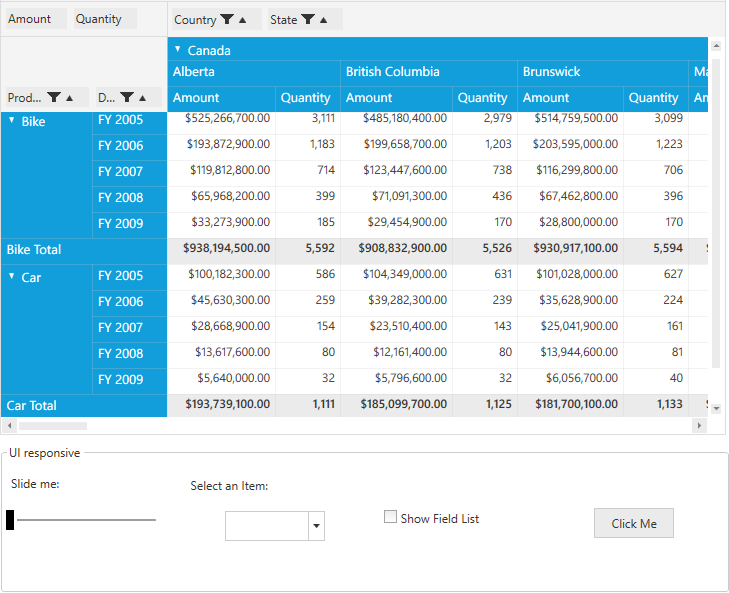 Amount Quantity Country State
Canada
Alberta British Columbia Brunswick Ma
Prod... D... Amount Quantity Amount Quantity Amount Quantity An
Bike FY 2005 $525,266,700.00 3,111 $485,180,400.00 2,979 $514,759,500.00 3,099
FY 2006 $193,872,900.00 1,183 $199,658,700.00 1,203 $203,595,000.00 1,223
FY 2007 $119,812,800.00 714 $123,447,600.00 738 $116,299,800.00 706
FY 2008 $65,968,200.00 399 $71,091,300.00 436 $67,462,800.00 396
FY 2009 $33,273,900.00 185 $29,454,900.00 170 $28,800,000.00 170
Bike Total $938,194,500.00 5,592 $908,832,900.00 5,526 $930,917,100.00 5,594
Car FY 2005 $100,182,300.00 586 $104,349,000.00 631 $101,028,000.00 627
FY 2006 $45,630,300.00 259 $39,282,300.00 239 $35,628,900.00 224
FY 2007 $28,668,900.00 154 $23,510,400.00 143 $25,041,900.00 161
FY 2008 $13,617,600.00 80 $12,161,400.00 80 $13,944,600.00 81
FY 2009 $5,640,000.00 32 $5,796,600.00 32 $6,056,700.00 40
Car Total $193,739,100.00 1,111 $185,099,700.00 1,125 $181,700,100.00 1,133
UI responsive
Slide me: Select an Item:
Show Field List Click Me